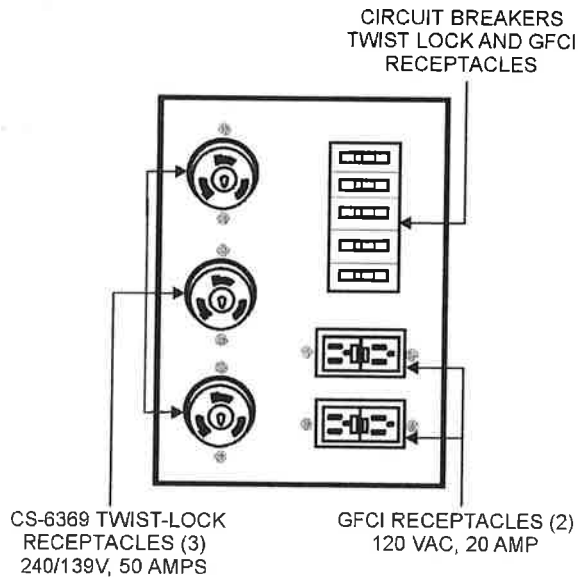 CIRCUIT BREAKERS
TWIST LOCK AND GFCI
RECEPTACLES
CS-6369 TWIST-LOCK
RECEPTACLES (3)
240/139V, 50 AMPS
GFCI RECEPTACLES (2)
120 VAC, 20 AMP